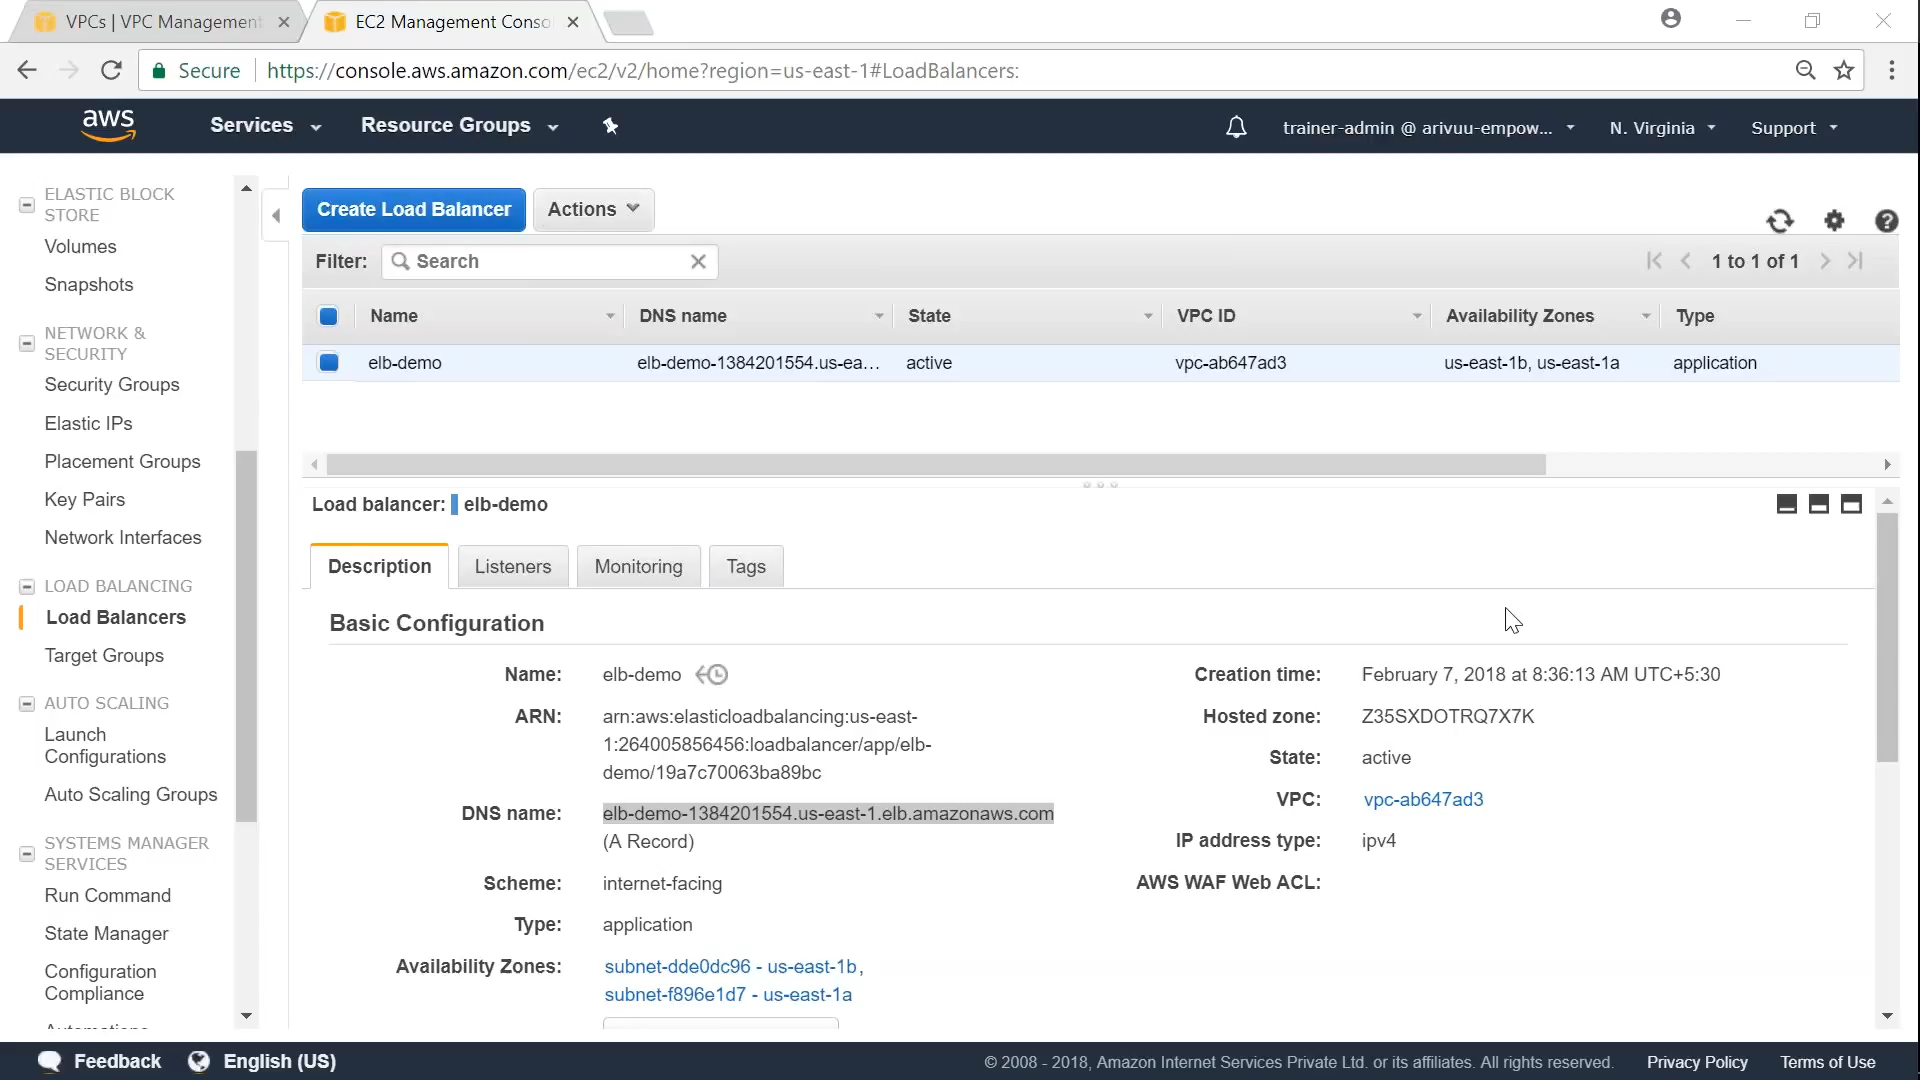 VPCs | VPC Management
EC2 Management Conso
Secure
https://console.aws.amazon.com/ec2/v2/home?region=us-east-1#LoadBalancers:
aws
Services
Resource Groups
trainer-admin @ arivuu-empow...
N. Virginia
Support
ELASTIC BLOCK
STORE
Volumes
Snapshots
NETWORK &
SECURITY
Security Groups
Elastic IPs
Placement Groups
Key Pairs
Network Interfaces
LOAD BALANCING
Load Balancers
Target Groups
AUTO SCALING
Launch
Configurations
Auto Scaling Groups
SYSTEMS MANAGER
SERVICES
Run Command
State Manager
Configuration
Compliance
Create Load Balancer
Actions
Filter:
Search
1 to 1 of 1
Name DNS name State VPC ID Availability Zones Type
elb-demo elb-demo-1384201554.us-ea... active vpc-ab647ad3 us-east-1b, us-east-1a application
Load balancer: elb-demo
Description
Listeners
Monitoring
Tags
Basic Configuration
Name: elb-demo
ARN: arn:aws:elasticloadbalancing:us-east-
1:264005856456:loadbalancer/app/elb-
demo/19a7c70063ba89bc
DNS name: elb-demo-1384201554.us-east-1.elb.amazonaws.com
(A Record)
Scheme: internet-facing
Type: application
Availability Zones: subnet-dde0dc96 - us-east-1b,
subnet-f896e1d7 - us-east-1a
Creation time: February 7, 2018 at 8:36:13 AM UTC+5:30
Hosted zone: Z35SXDOTRQ7X7K
State: active
VPC: vpc-ab647ad3
IP address type: ipv4
AWS WAF Web ACL:
Feedback
English (US)
© 2008 - 2018, Amazon Internet Services Private Ltd. or its affiliates. All rights reserved.
Privacy Policy
Terms of Use